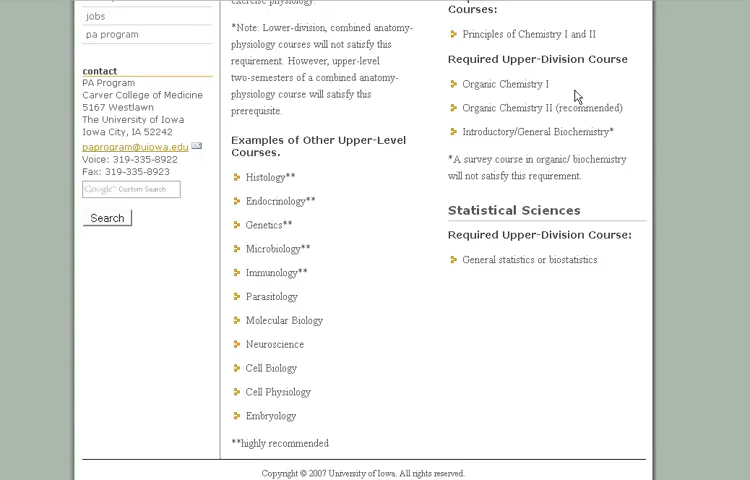 jobs
pa program
contact
PA Program
Carver College of Medicine
5167 Westlawn
The University of Iowa
Iowa City, IA 52242
paprogram@uiowa.edu
Voice: 319-335-8922
Fax: 319-335-8923
Google™ Custom Search
Search
exercise physiology.
*Note: Lower-division, combined anatomy-
physiology courses will not satisfy this
requirement. However, upper-level
two-semesters of a combined anatomy-
physiology course will satisfy this
prerequisite.
Examples of Other Upper-Level
Courses.
Histology**
Endocrinology**
Genetics**
Microbiology**
Immunology**
Parasitology
Molecular Biology
Neuroscience
Cell Biology
Cell Physiology
Embryology
**highly recommended
Courses:
Principles of Chemistry I and II
Required Upper-Division Course
Organic Chemistry I
Organic Chemistry II (recommended)
Introductory/General Biochemistry*
*A survey course in organic/ biochemistry
will not satisfy this requirement.
Statistical Sciences
Required Upper-Division Course:
General statistics or biostatistics
Copyright © 2007 University of Iowa. All rights reserved.